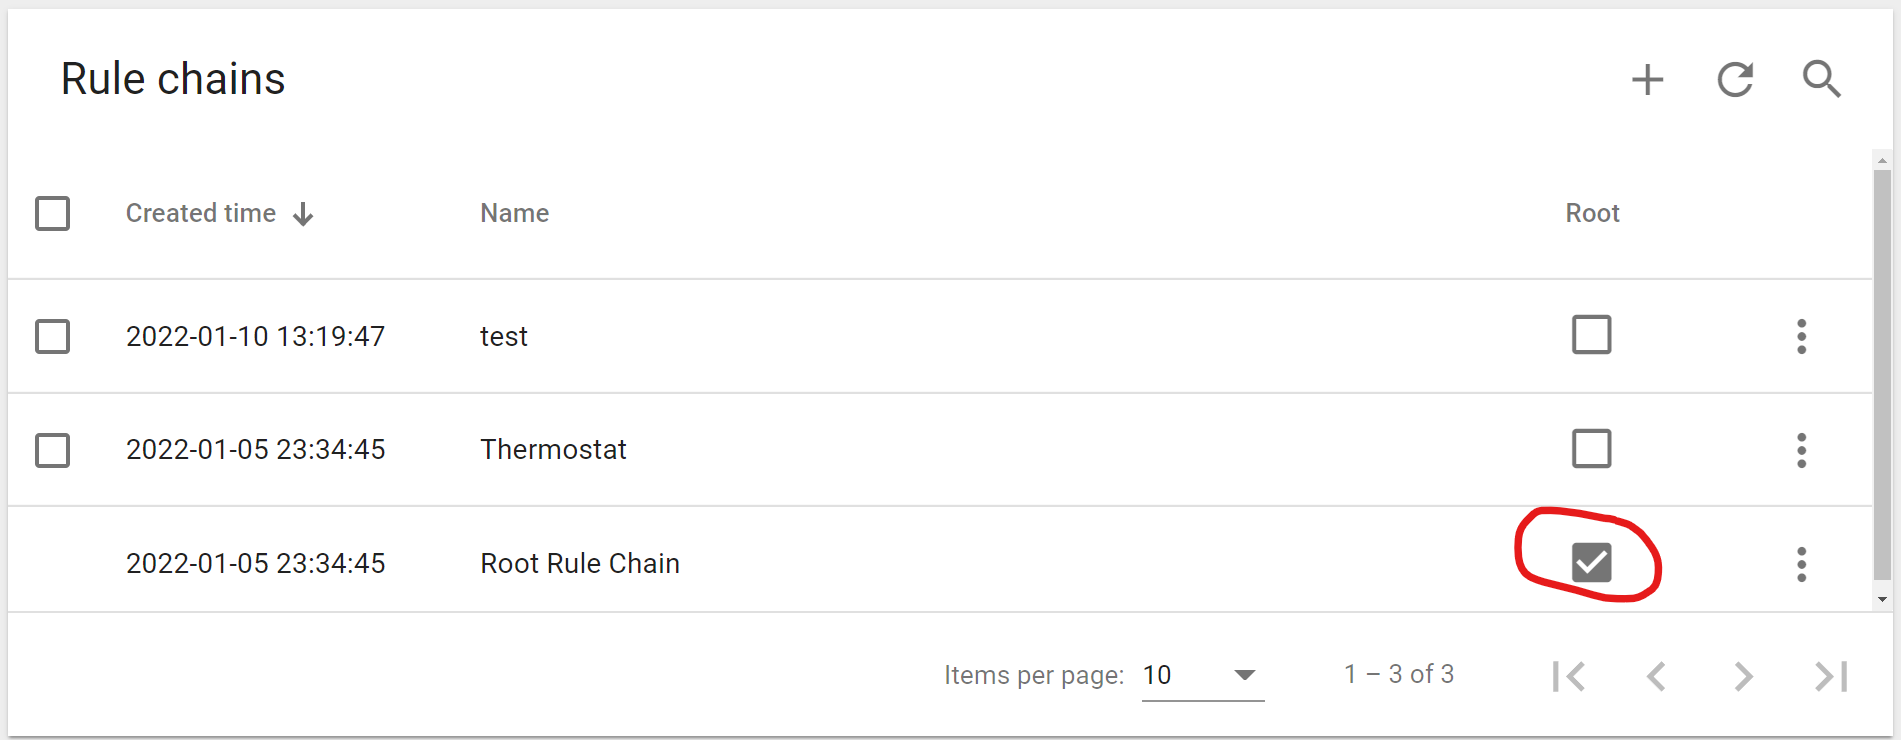 Rule chains
Created time Name Root
2022-01-10 13:19:47 test
2022-01-05 23:34:45 Thermostat
2022-01-05 23:34:45 Root Rule Chain
Items per page: 10 1 – 3 of 3